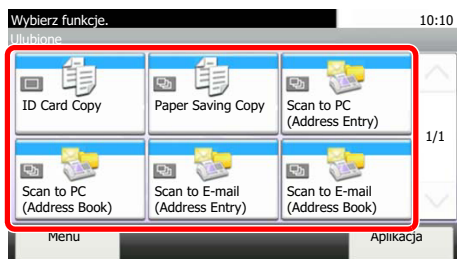 Wybierz funkcje.
10:10
Ulubione
ID Card Copy
Paper Saving Copy
Scan to PC
(Address Entry)
1/1
Scan to PC
(Address Book)
Scan to E-mail
(Address Entry)
Scan to E-mail
(Address Book)
Menu
Aplikacja